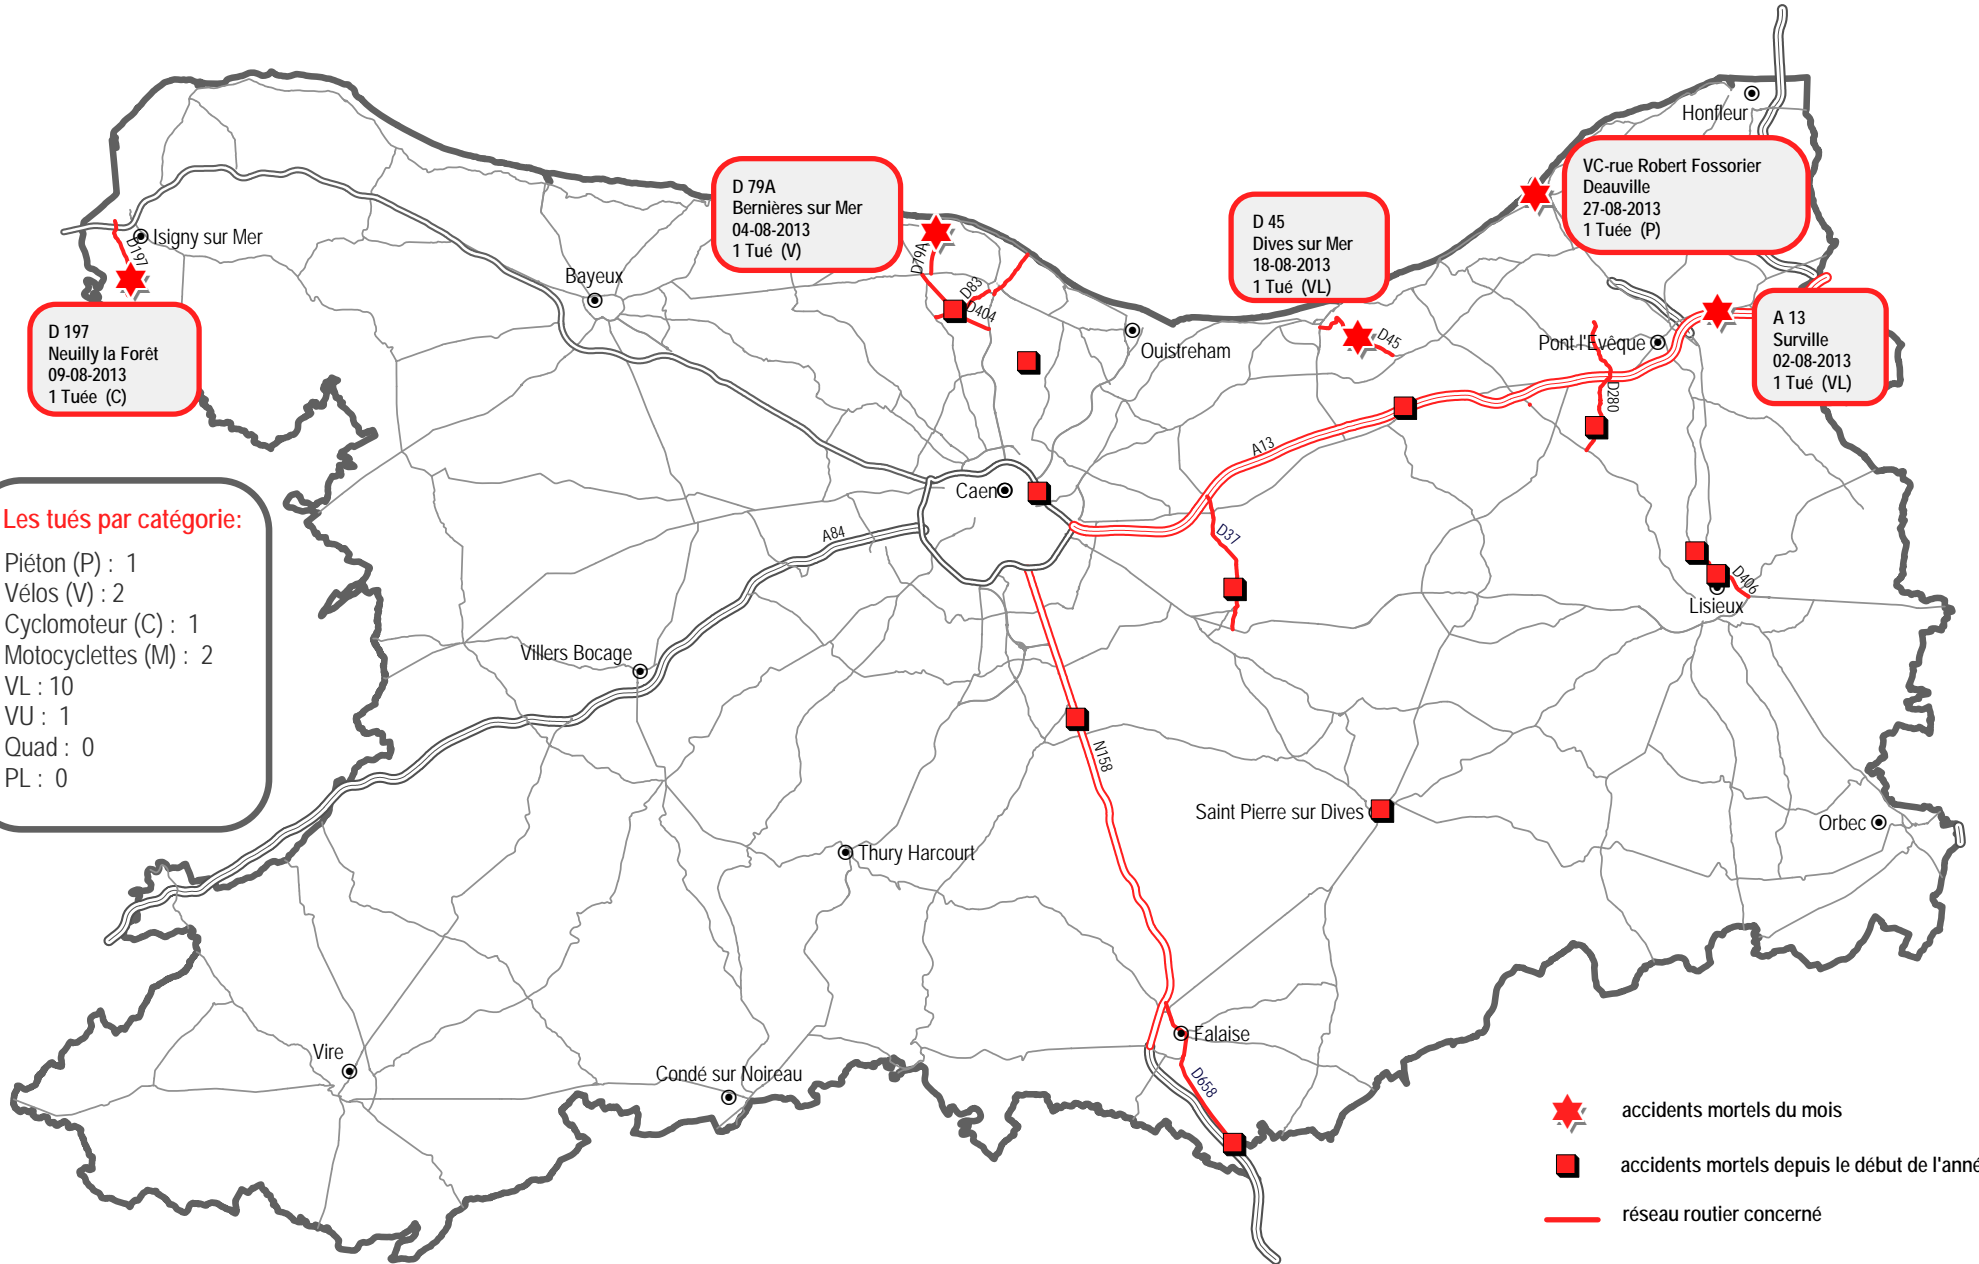 Honfleur
VC-rue Robert Fossorier
Deauville
27-08-2013
1 Tuée (P)
D 79A
Bernières sur Mer
04-08-2013
1 Tué (V)
D 45
Dives sur Mer
18-08-2013
1 Tué (VL)
Isigny sur Mer
D197
D 197
Neuilly la Forêt
09-08-2013
1 Tuée (C)
Bayeux
D79A
D83
D404
Ouistreham
D45
Pont l'Evêque
A 13
Surville
02-08-2013
1 Tué (VL)
D280
A13
Caen
A84
D37
D406
Lisieux
Les tués par catégorie:
Piéton (P) : 1
Vélos (V) : 2
Cyclomoteur (C) : 1
Motocyclettes (M) : 2
VL : 10
VU : 1
Quad : 0
PL : 0
Villers Bocage
N158
Saint Pierre sur Dives
Orbec
Thury Harcourt
Falaise
Vire
Condé sur Noireau
D658
accidents mortels du mois
accidents mortels depuis le début de l'anné
réseau routier concerné